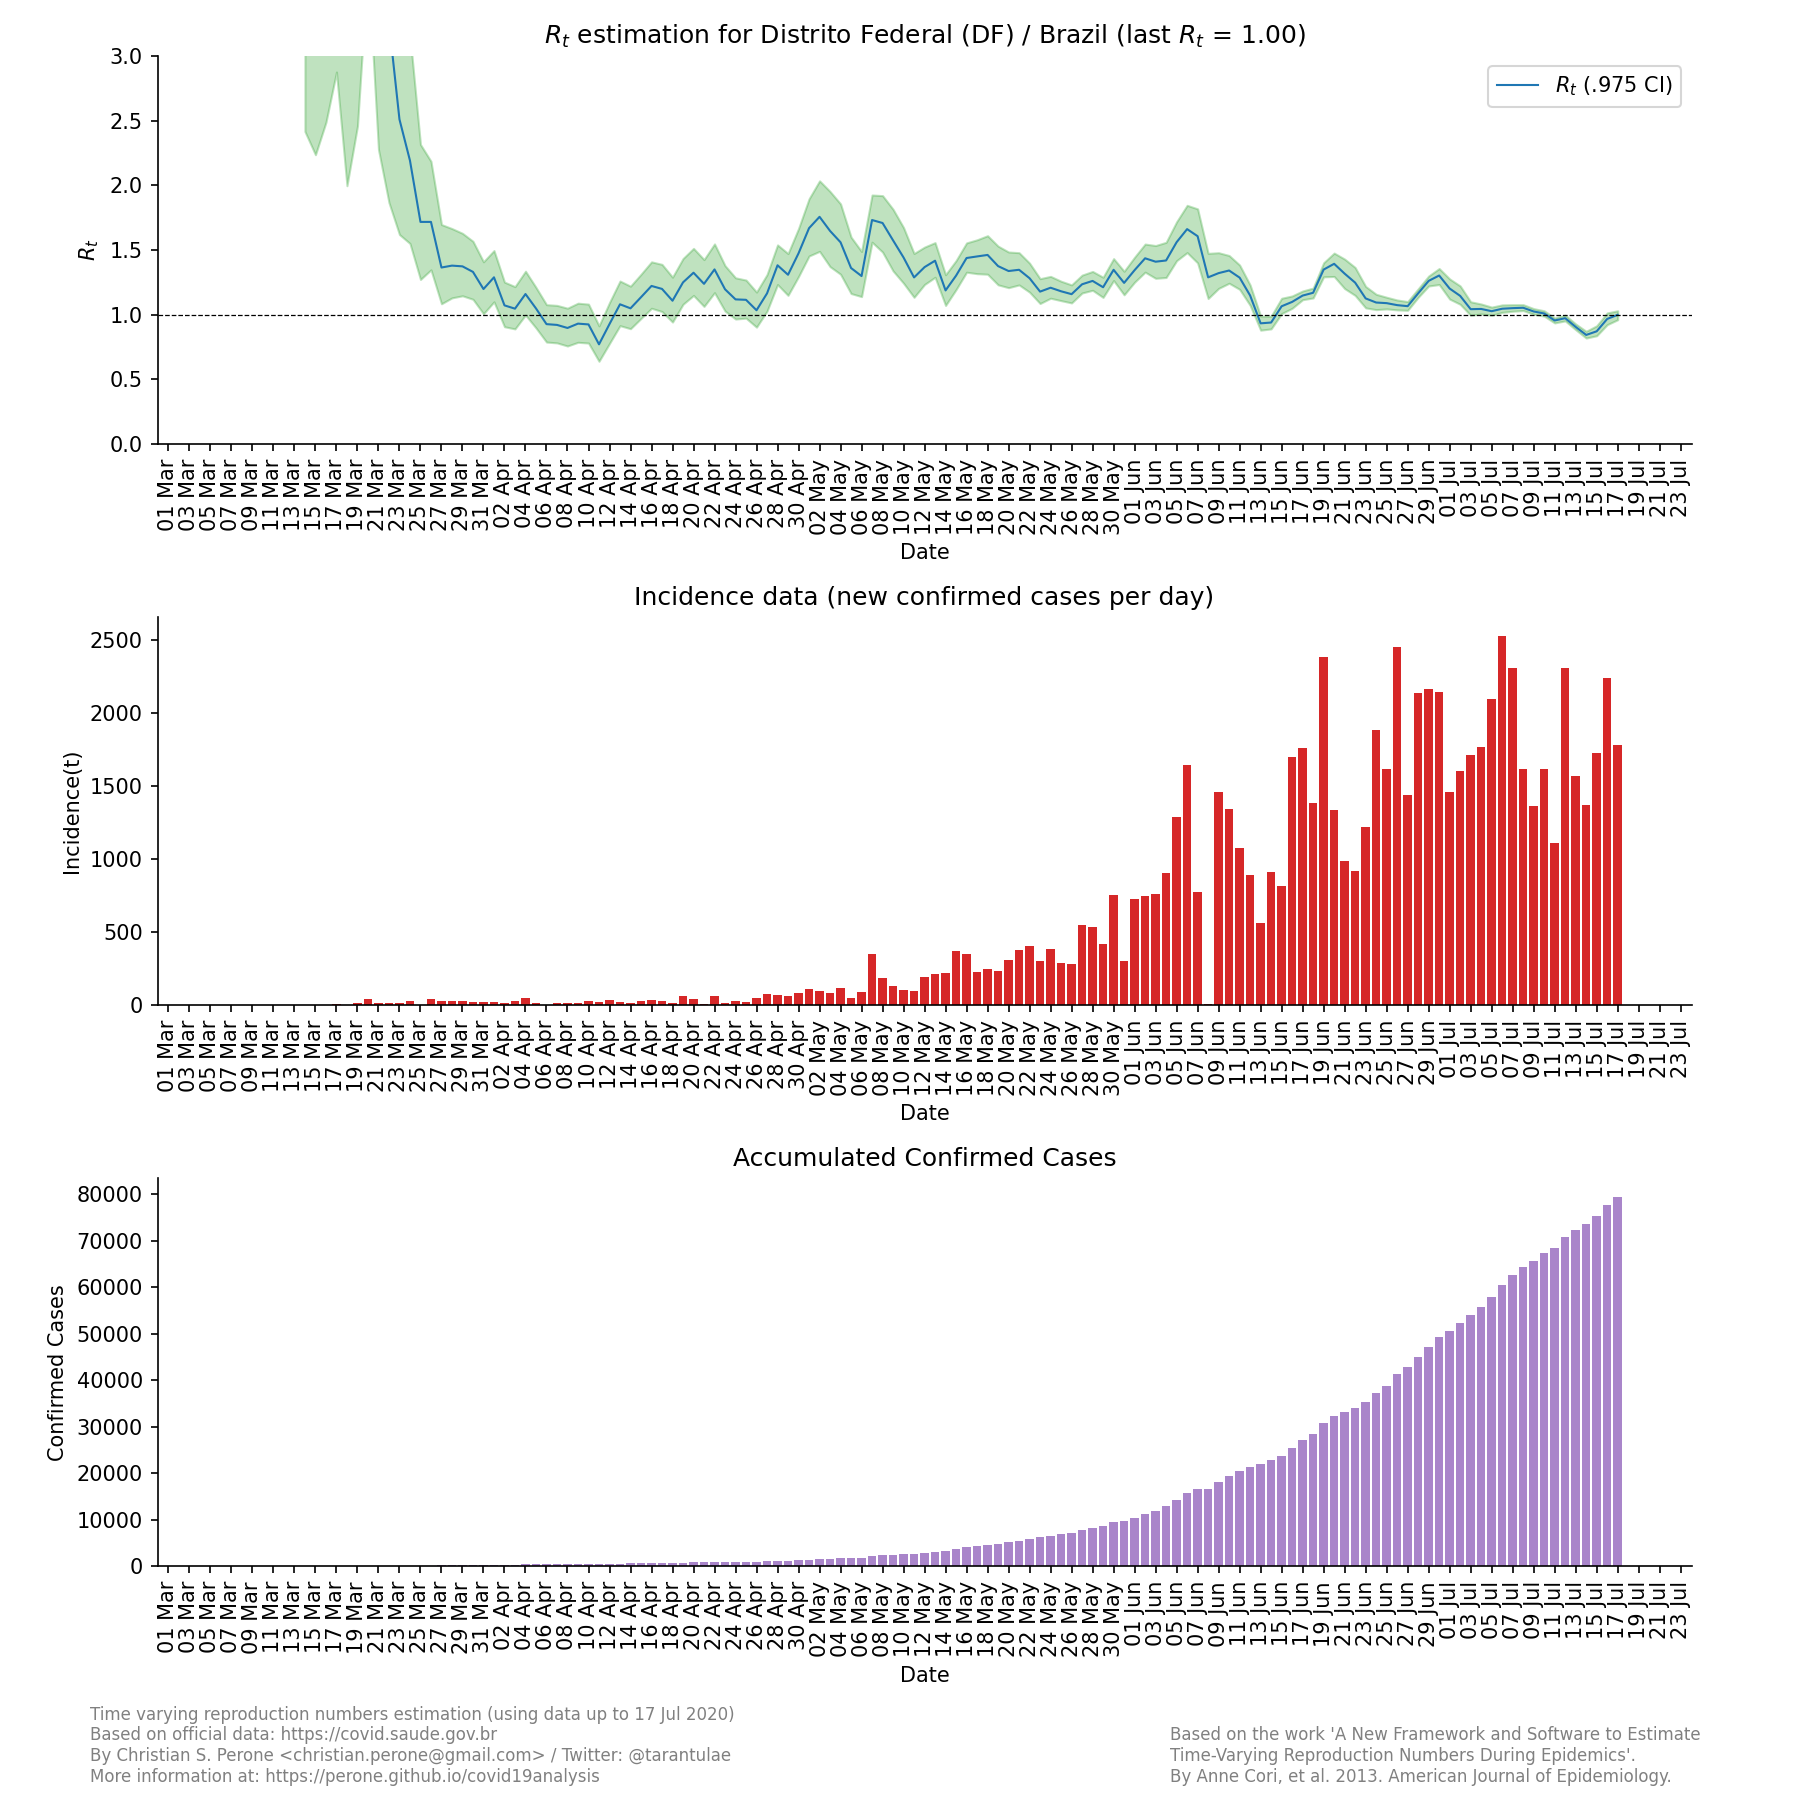 Rt estimation for Distrito Federal (DF) / Brazil (last Rt = 1.00)
Rt (.975 CI)
3.0
2.5
2.0
1.5
1.0
0.5
0.0
Rt
01 Mar 03 Mar 05 Mar 07 Mar 09 Mar 11 Mar 13 Mar 15 Mar 17 Mar 19 Mar 21 Mar 23 Mar 25 Mar 27 Mar 29 Mar 31 Mar 02 Apr 04 Apr 06 Apr 08 Apr 10 Apr 12 Apr 14 Apr 16 Apr 18 Apr 20 Apr 22 Apr 24 Apr 26 Apr 28 Apr 30 Apr 02 May 04 May 06 May 08 May 10 May 12 May 14 May 16 May 18 May 20 May 22 May 24 May 26 May 28 May 30 May 01 Jun 03 Jun 05 Jun 07 Jun 09 Jun 11 Jun 13 Jun 15 Jun 17 Jun 19 Jun 21 Jun 23 Jun 25 Jun 27 Jun 29 Jun 01 Jul 03 Jul 05 Jul 07 Jul 09 Jul 11 Jul 13 Jul 15 Jul 17 Jul 19 Jul 21 Jul 23 Jul
Date
Incidence data (new confirmed cases per day)
2500
2000
1500
1000
500
0
Incidence(t)
01 Mar 03 Mar 05 Mar 07 Mar 09 Mar 11 Mar 13 Mar 15 Mar 17 Mar 19 Mar 21 Mar 23 Mar 25 Mar 27 Mar 29 Mar 31 Mar 02 Apr 04 Apr 06 Apr 08 Apr 10 Apr 12 Apr 14 Apr 16 Apr 18 Apr 20 Apr 22 Apr 24 Apr 26 Apr 28 Apr 30 Apr 02 May 04 May 06 May 08 May 10 May 12 May 14 May 16 May 18 May 20 May 22 May 24 May 26 May 28 May 30 May 01 Jun 03 Jun 05 Jun 07 Jun 09 Jun 11 Jun 13 Jun 15 Jun 17 Jun 19 Jun 21 Jun 23 Jun 25 Jun 27 Jun 29 Jun 01 Jul 03 Jul 05 Jul 07 Jul 09 Jul 11 Jul 13 Jul 15 Jul 17 Jul 19 Jul 21 Jul 23 Jul
Date
Accumulated Confirmed Cases
80000
70000
60000
50000
40000
30000
20000
10000
0
Confirmed Cases
01 Mar 03 Mar 05 Mar 07 Mar 09 Mar 11 Mar 13 Mar 15 Mar 17 Mar 19 Mar 21 Mar 23 Mar 25 Mar 27 Mar 29 Mar 31 Mar 02 Apr 04 Apr 06 Apr 08 Apr 10 Apr 12 Apr 14 Apr 16 Apr 18 Apr 20 Apr 22 Apr 24 Apr 26 Apr 28 Apr 30 Apr 02 May 04 May 06 May 08 May 10 May 12 May 14 May 16 May 18 May 20 May 22 May 24 May 26 May 28 May 30 May 01 Jun 03 Jun 05 Jun 07 Jun 09 Jun 11 Jun 13 Jun 15 Jun 17 Jun 19 Jun 21 Jun 23 Jun 25 Jun 27 Jun 29 Jun 01 Jul 03 Jul 05 Jul 07 Jul 09 Jul 11 Jul 13 Jul 15 Jul 17 Jul 19 Jul 21 Jul 23 Jul
Date
Time varying reproduction numbers estimation (using data up to 17 Jul 2020)
Based on official data: https://covid.saude.gov.br
By Christian S. Perone <christian.perone@gmail.com> / Twitter: @tarantulae
More information at: https://perone.github.io/covid19analysis
Based on the work 'A New Framework and Software to Estimate
Time-Varying Reproduction Numbers During Epidemics'.
By Anne Cori, et al. 2013. American Journal of Epidemiology.